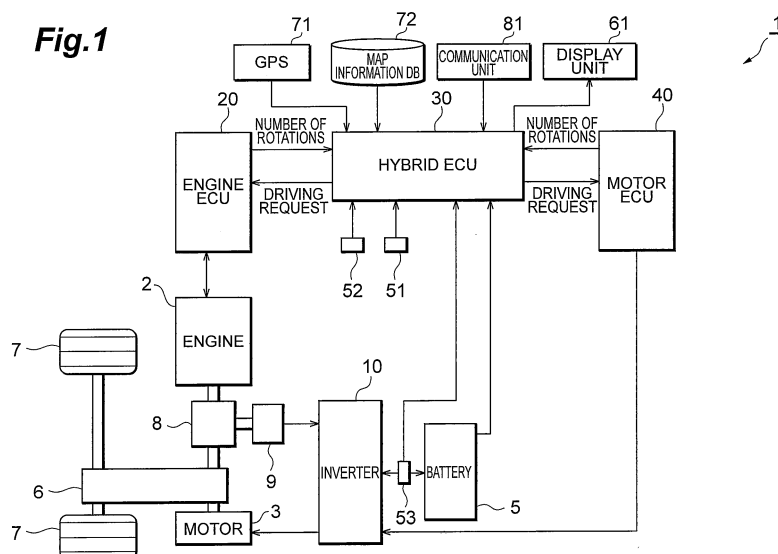 Fig.1
1
71
GPS
72
MAP
INFORMATION DB
81
COMMUNICATION
UNIT
61
DISPLAY
UNIT
20
ENGINE
ECU
NUMBER OF
ROTATIONS
DRIVING
REQUEST
30
HYBRID ECU
NUMBER OF
ROTATIONS
DRIVING
REQUEST
40
MOTOR
ECU
52
51
2
ENGINE
7
8
9
10
INVERTER
53
BATTERY
5
6
7
MOTOR
3